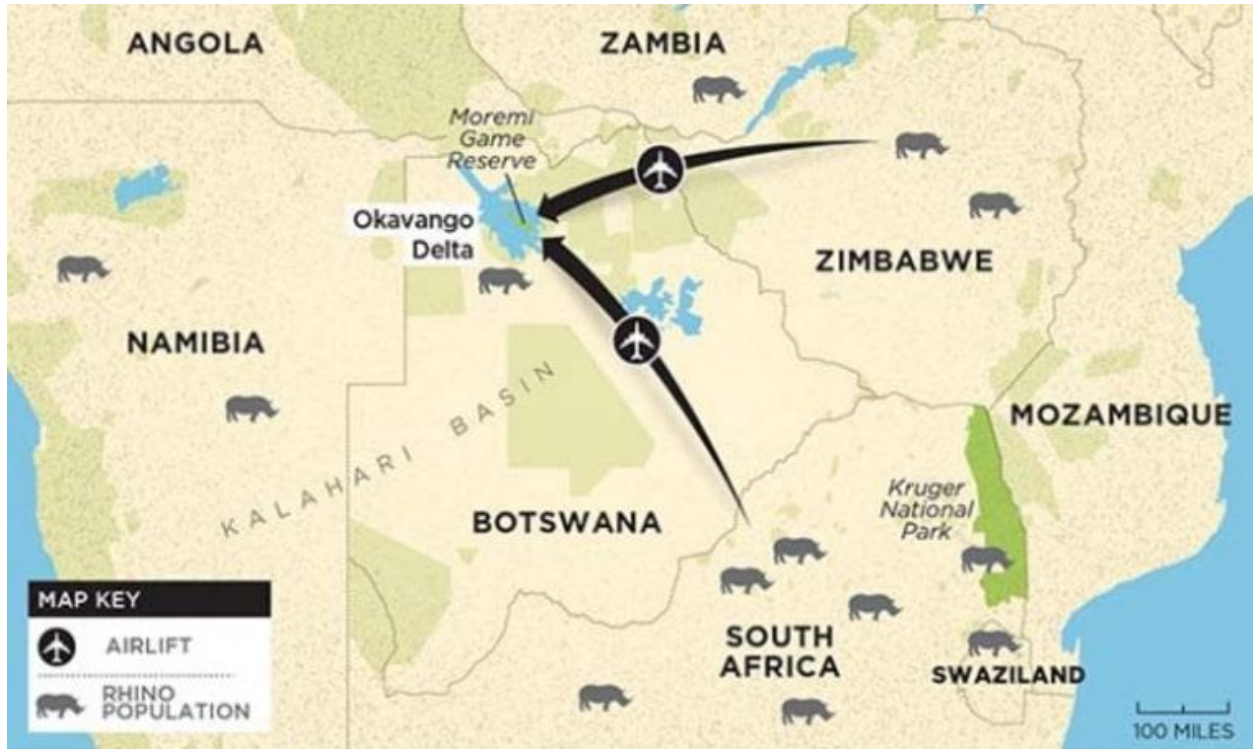 ANGOLA
ZAMBIA
Moremi
Game
Reserve
Okavango
Delta
ZIMBABWE
NAMIBIA
MOZAMBIQUE
KALAHARI BASIN
Kruger
National
Park
BOTSWANA
SOUTH
AFRICA
SWAZILAND
MAP KEY
AIRLIFT
RHINO
POPULATION
100 MILES